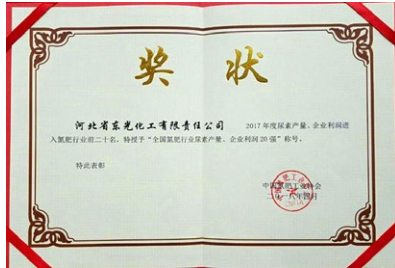 奖状
河北省东光化工有限责任公司 2017年度尿素产量、企业利润进
入氮肥行业前二十名，特授予“全国氮肥行业尿素产量、企业利润20强”称号。
特此表彰
中国氮肥工业协会
二〇一八年四月